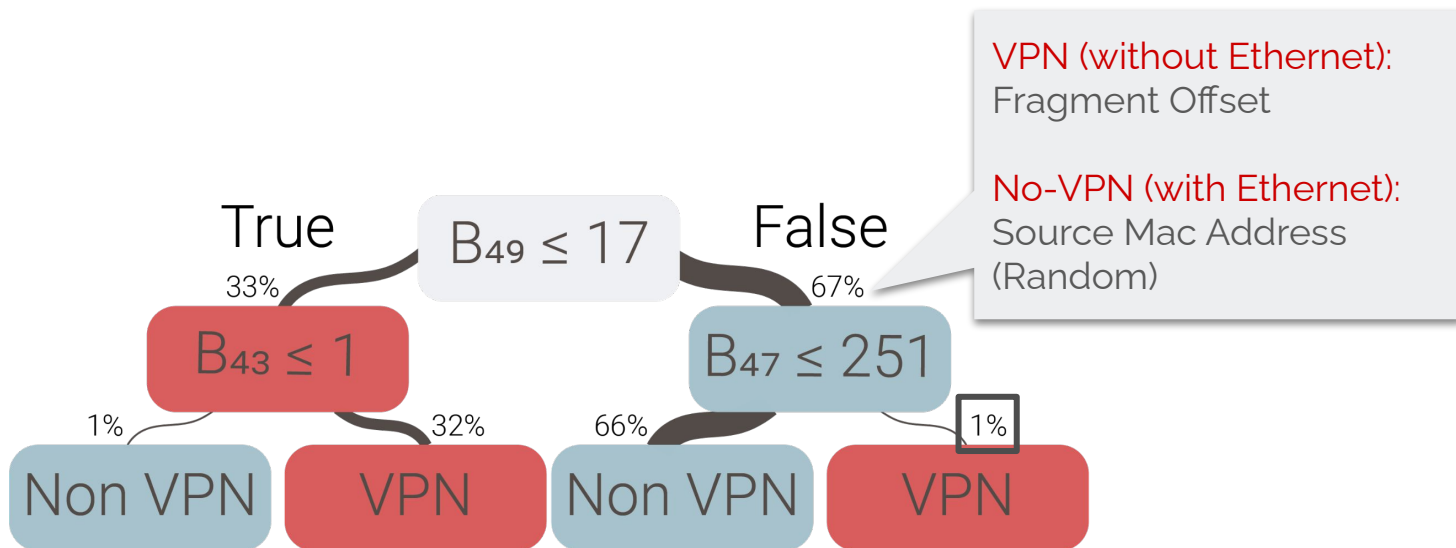 VPN (without Ethernet):
Fragment Offset
No-VPN (with Ethernet):
Source Mac Address
(Random)
True
B₄₉ ≤ 17
False
33%
67%
B₄₃ ≤ 1
B₄₇ ≤ 251
1%
32%
66%
1%
Non VPN
VPN
Non VPN
VPN